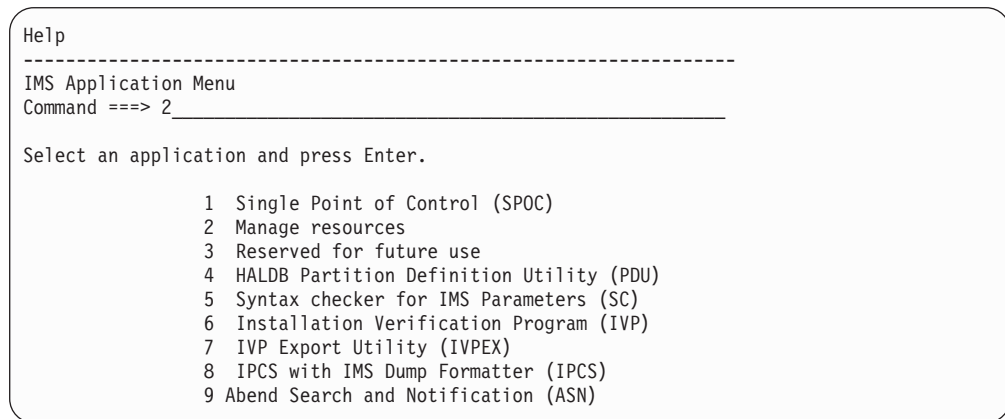 Help
--------------------------------------------------------------------
IMS Application Menu
Command ===> 2_____________________________________________________
Select an application and press Enter.
1 Single Point of Control (SPOC)
2 Manage resources
3 Reserved for future use
4 HALDB Partition Definition Utility (PDU)
5 Syntax checker for IMS Parameters (SC)
6 Installation Verification Program (IVP)
7 IVP Export Utility (IVPEX)
8 IPCS with IMS Dump Formatter (IPCS)
9 Abend Search and Notification (ASN)